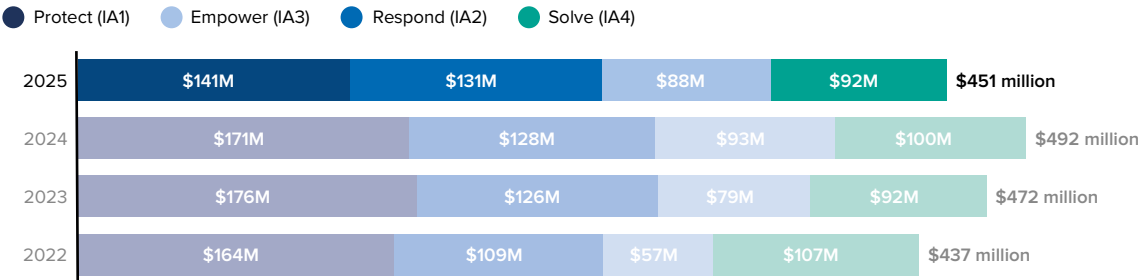 Protect (IA1) Empower (IA3) Respond (IA2) Solve (IA4)
2025 $141M $131M $88M $92M $451 million
2024 $171M $128M $93M $100M $492 million
2023 $176M $126M $79M $92M $472 million
2022 $164M $109M $57M $107M $437 million